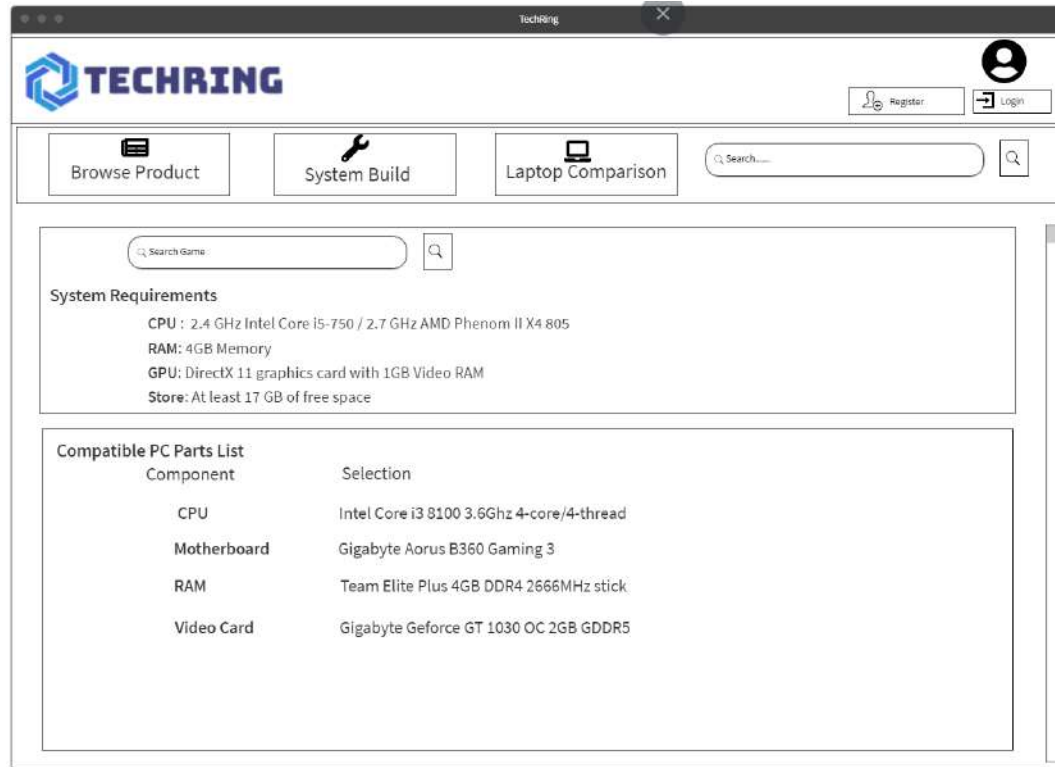 TechRing
TECHRING
Register
Login
Browse Product
System Build
Laptop Comparison
Search......
Search Game
System Requirements
CPU : 2.4 GHz Intel Core i5-750 / 2.7 GHz AMD Phenom II X4 805
RAM: 4GB Memory
GPU: DirectX 11 graphics card with 1GB Video RAM
Store: At least 17 GB of free space
Compatible PC Parts List
Component Selection
CPU Intel Core i3 8100 3.6Ghz 4-core/4-thread
Motherboard Gigabyte Aorus B360 Gaming 3
RAM Team Elite Plus 4GB DDR4 2666MHz stick
Video Card Gigabyte Geforce GT 1030 OC 2GB GDDR5